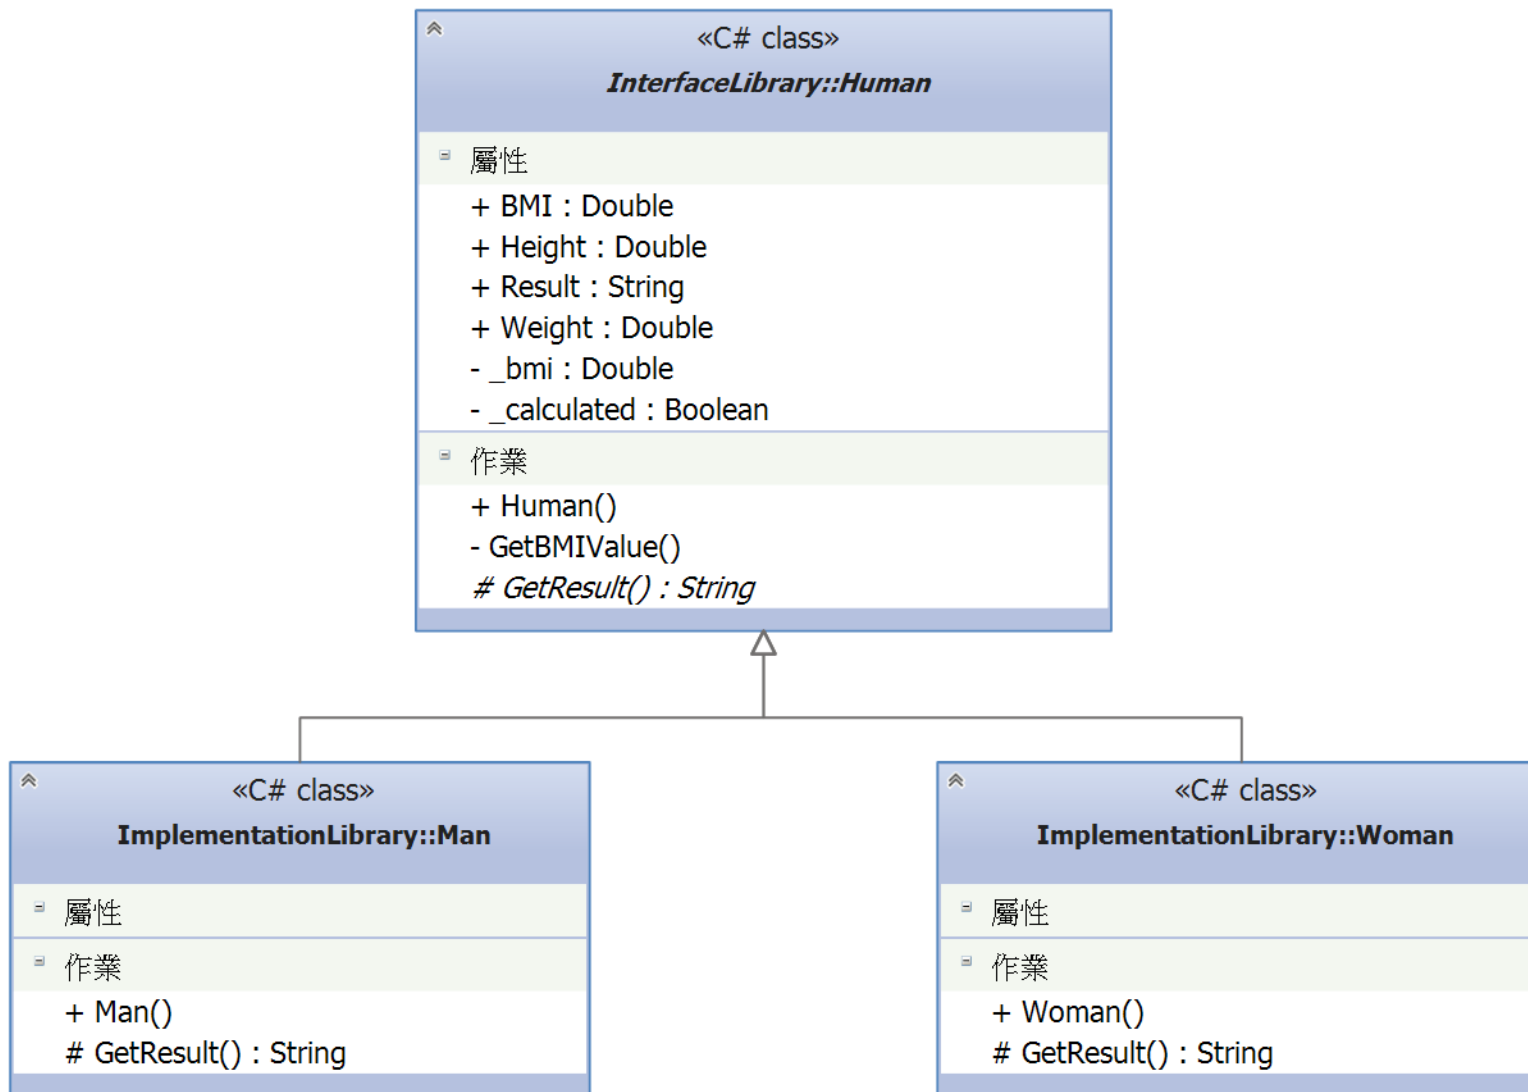 «C# class»
InterfaceLibrary::Human
屬性
+ BMI : Double
+ Height : Double
+ Result : String
+ Weight : Double
- _bmi : Double
- _calculated : Boolean
作業
+ Human()
- GetBMIValue()
# GetResult() : String
«C# class»
ImplementationLibrary::Man
屬性
作業
+ Man()
# GetResult() : String
«C# class»
ImplementationLibrary::Woman
屬性
作業
+ Woman()
# GetResult() : String